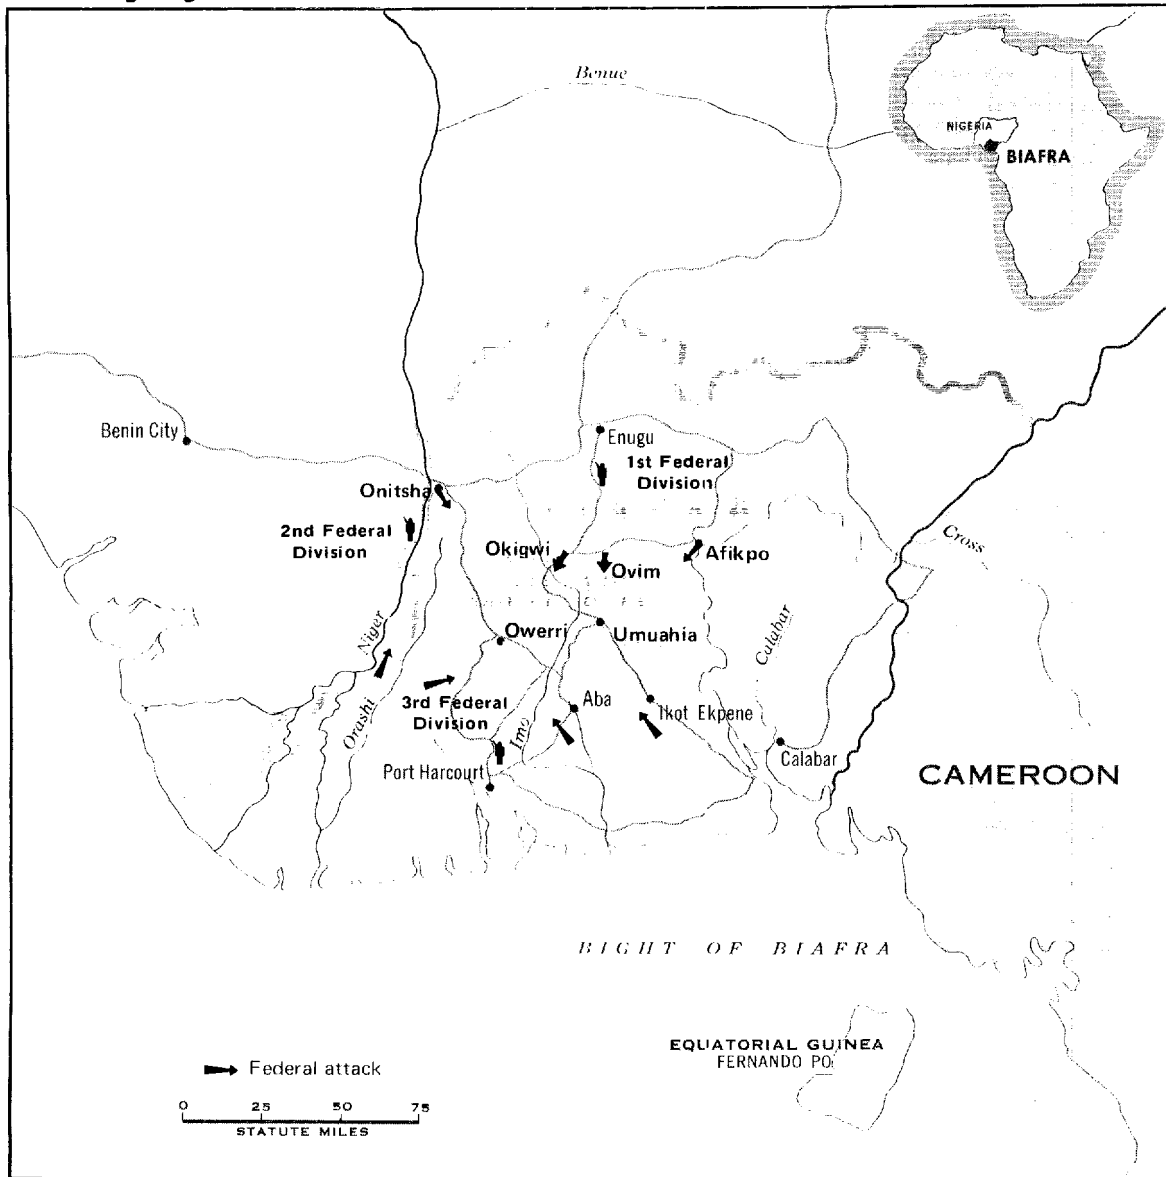 Benue
NIGERIA
BIAFRA
Benin City
Enugu
1st Federal
Division
Onitsha
2nd Federal
Division
Okigwi
Afikpo
Cross
Ovim
Niger
Calabar
Owerri
Umuahia
Orashi
3rd Federal
Division
Imo
Aba
Ikot Ekpene
Port Harcourt
Calabar
CAMEROON
BIGHT OF BIAFRA
EQUATORIAL GUINEA
FERNANDO PO
Federal attack
0 25 50 75
STATUTE MILES